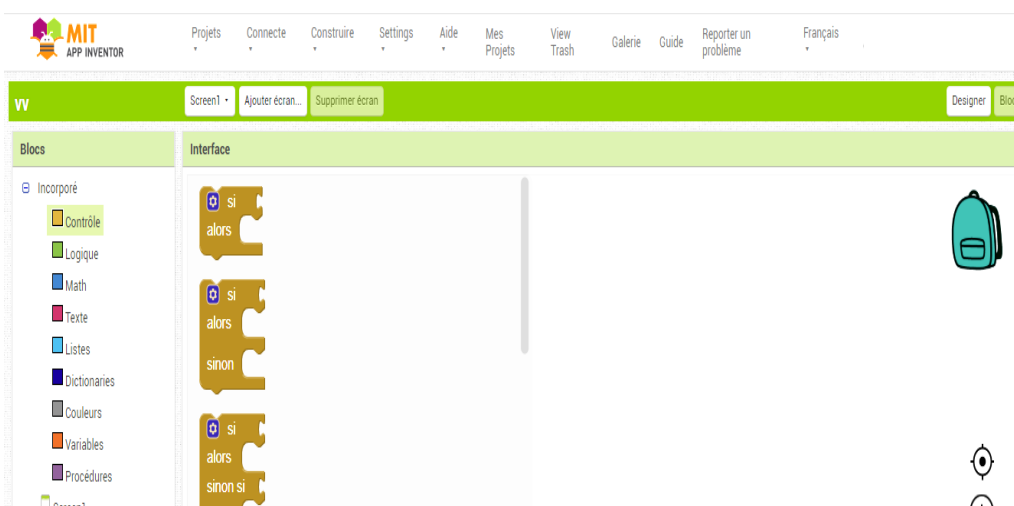 MIT
APP INVENTOR
Projets
Connecte
Construire
Settings
Aide
Mes
Projets
View
Trash
Galerie
Guide
Reporter un
problème
Français
VV
Screen1
Ajouter écran...
Supprimer écran
Designer
Blocs
Interface
Incorporé
Contrôle
Logique
Math
Texte
Listes
Dictionaries
Couleurs
Variables
Procédures
si
alors
si
alors
sinon
si
alors
sinon si